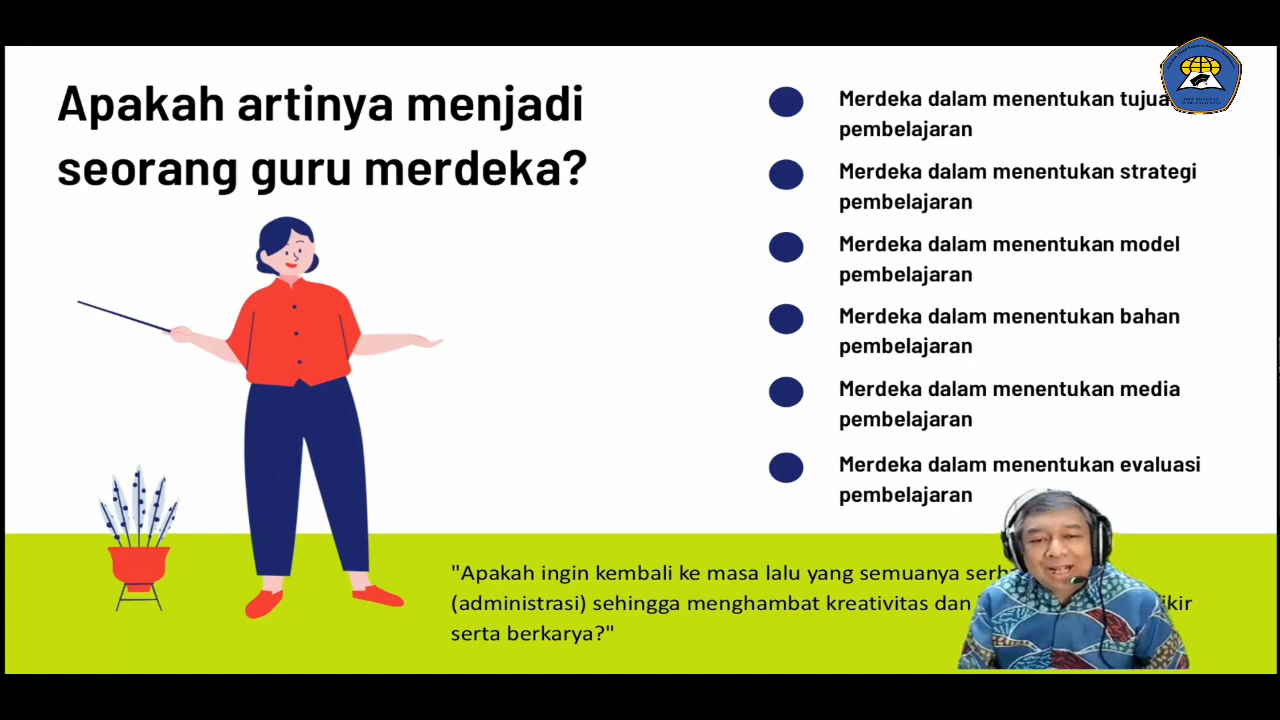 Apakah artinya menjadi
seorang guru merdeka?
Merdeka dalam menentukan
pembelajaran
Merdeka dalam menentukan strategi
pembelajaran
Merdeka dalam menentukan model
pembelajaran
Merdeka dalam menentukan bahan
pembelajaran
Merdeka dalam menentukan media
pembelajaran
Merdeka dalam menentukan evaluasi
pembelajaran
"Apakah ingin kembali ke masa lalu yang semuanya
(administrasi) sehingga menghambat kreativitas dan
serta berkarya?"